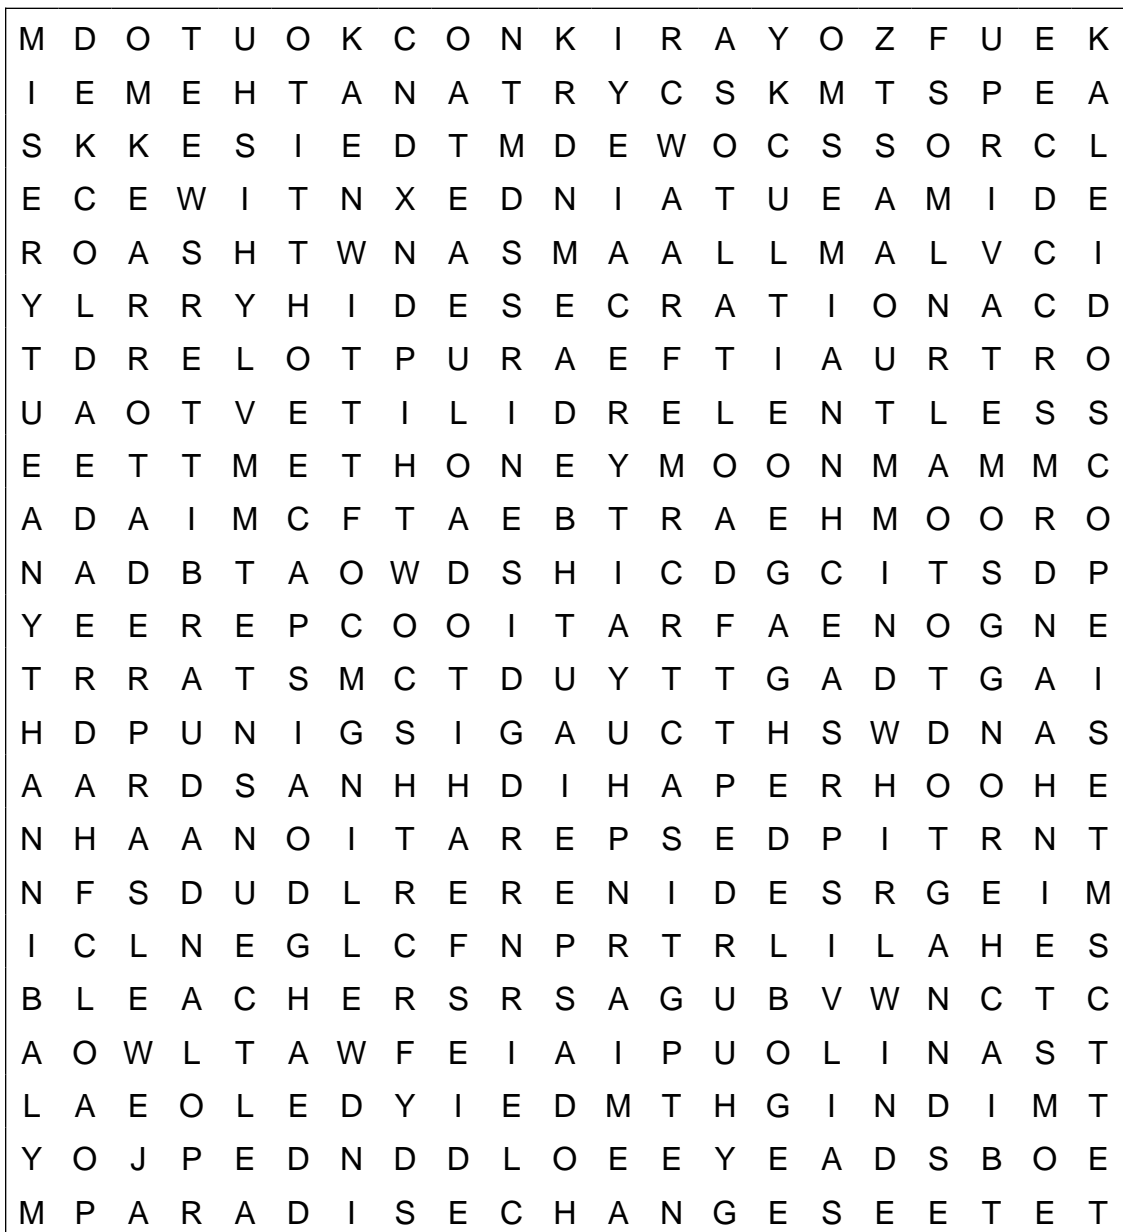 M D O T U O K C O N K I R A Y O Z F U E K
I E M E H T A N A T R Y C S K M T S P E A
S K K E S I E D T M D E W O C S S O R C L
E C E W I T N X E D N I A T U E A M I D E
R O A S H T W N A S M A A L L M A L V C I
Y L R R Y H I D E S E C R A T I O N A C D
T D R E L O T P U R A E F T I A U R T R O
U A O T V E T I L I D R E L E N T L E S S
E E T T M E T H O N E Y M O O N M A M M C
A D A I M C F T A E B T R A E H M O O R O
N A D B T A O W D S H I C D G C I T S D P
Y E E R E P C O O I T A R F A E N O G N E
T R R A T S M C T D U Y T T G A D T G A I
H D P U N I G S I G A U C T H S W D N A S
A A R D S A N H H D I H A P E R H O O H E
N H A A N O I T A R E P S E D P I T R N T
N F S D U D L R E R E N I D E S R G E I M
I C L N E G L C F N P R T R L I L A H E S
B L E A C H E R S R S A G U B V W N C T C
A O W L T A W F E I A I P U O L I N A S T
L A E O L E D Y I E D M T H G I N D I M T
Y O J P E D N D D L O E E Y E A D S B O E
M P A R A D I S E C H A N G E S E E T E T